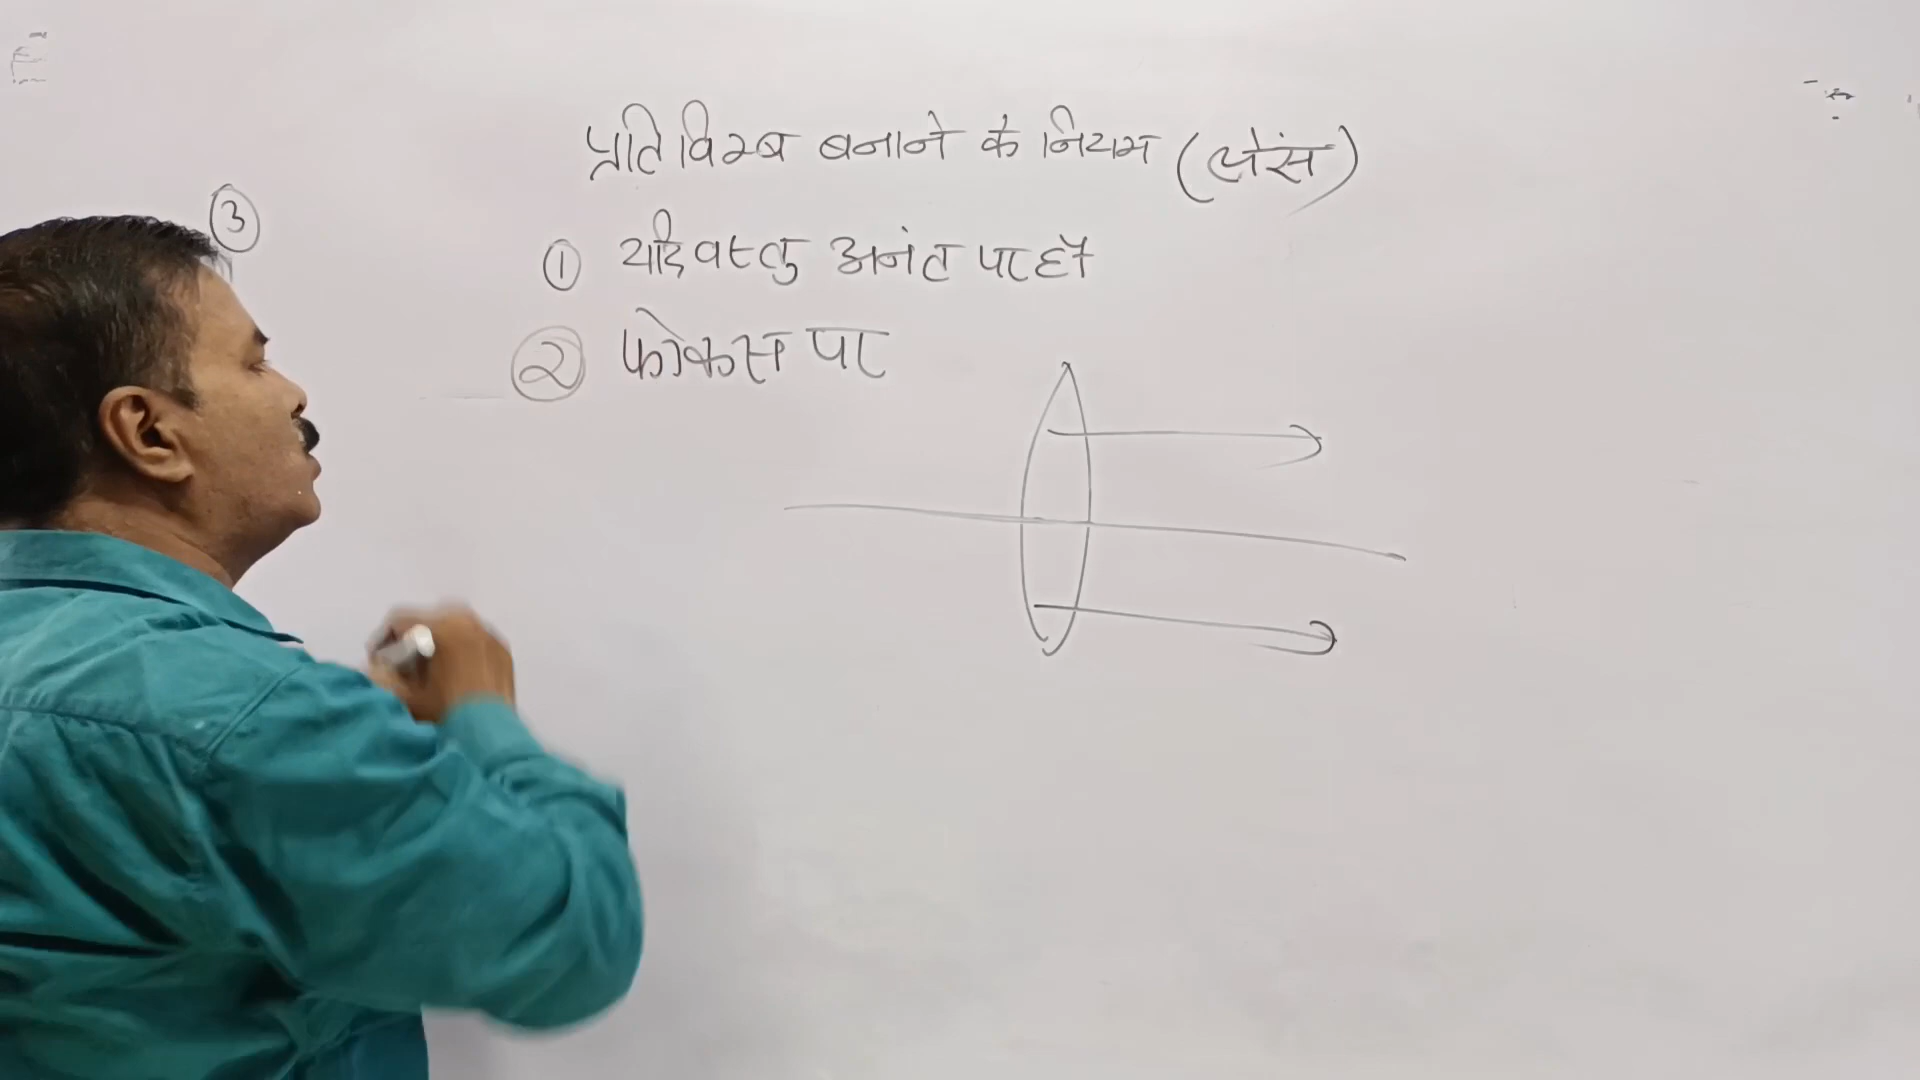 प्रतिविम्ब बनाने के नियम (लेंस)
③
① यदि वस्तु अनंत पर हो
② फोकस पर